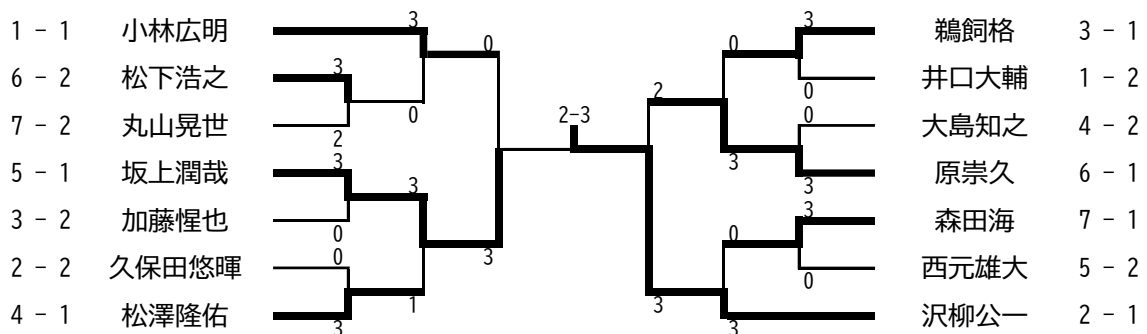 1 - 1 小林広明 3 0 0 3 鵜飼格 3 - 1
6 - 2 松下浩之 3 0 2 2-3 0 井口大輔 1 - 2
7 - 2 丸山晃世 2 0 大島知之 4 - 2
5 - 1 坂上潤哉 3 3 3 3 原崇久 6 - 1
3 - 2 加藤惺也 0 0 3 森田海 7 - 1
2 - 2 久保田悠暉 0 3 0 西元雄大 5 - 2
4 - 1 松澤隆佑 3 1 3 3 沢柳公一 2 - 1